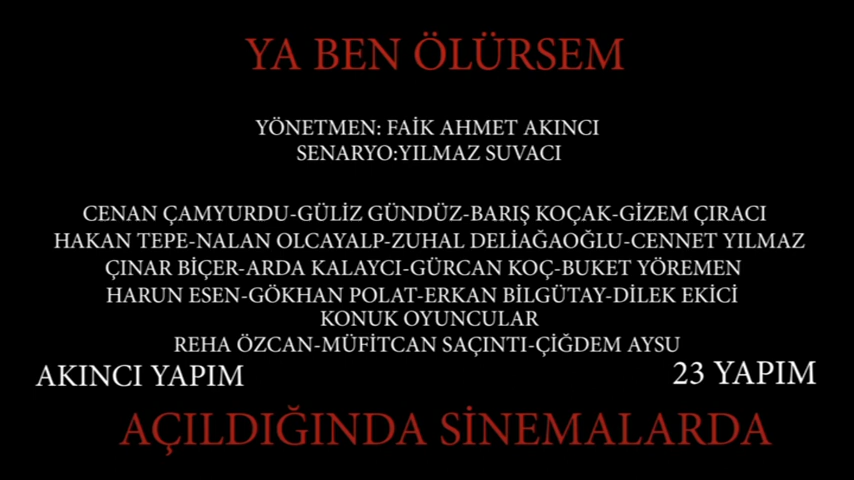 YA BEN ÖLÜRSEM
YÖNETMEN: FAİK AHMET AKINCI
SENARYO:YILMAZ SUVACI
CENAN ÇAMYURDU-GÜLİZ GÜNDÜZ-BARIŞ KOÇAK-GİZEM ÇIRACI
HAKAN TEPE-NALAN OLCAYALP-ZUHAL DELİAĞAOĞLU-CENNET YILMAZ
ÇINAR BİÇER-ARDA KALAYCI-GÜRCAN KOÇ-BUKET YÖREMEN
HARUN ESEN-GÖKHAN POLAT-ERKAN BİLGÜTAY-DİLEK EKİCİ
KONUK OYUNCULAR
REHA ÖZCAN-MÜFİTCAN SAÇINTI-ÇİĞDEM AYSU
AKINCI YAPIM
23 YAPIM
AÇILDIĞINDA SİNEMALARDA